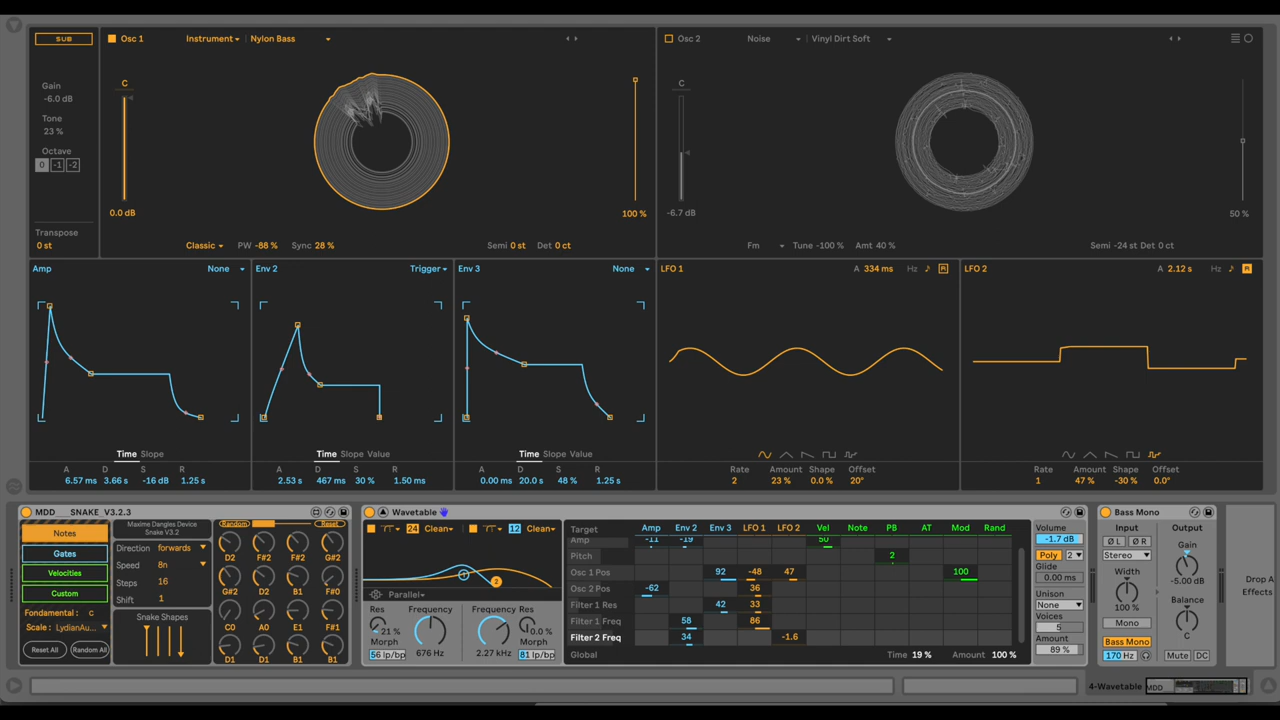 SUB
Osc 1 Instrument Nylon Bass
Osc 2 Noise Vinyl Dirt Soft
Gain
-6.0 dB
Tone
23 %
Octave
0 -1 -2
Transpose
0 st
C
0.0 dB
100 %
Classic PW -88 % Sync 28 % Semi 0 st Det 0 ct
C
-6.7 dB
50 %
Fm Tune -100 % Amt 40 % Semi -24 st Det 0 ct
Amp None
Time Slope
A D S R
6.57 ms 3.66 s -16 dB 1.25 s
Env 2 Trigger
Time Slope Value
A D S R
2.53 s 467 ms 30 % 1.50 ms
Env 3 None
Time Slope Value
A D S R
0.00 ms 20.0 s 48 % 1.25 s
LFO 1 A 334 ms Hz R
Rate Amount Shape Offset
2 23 % 0.0 % 20°
LFO 2 A 2.12 s Hz R
Rate Amount Shape Offset
1 47 % -30 % 0.0°
MDD___SNAKE_V3.2.3
Notes
Gates
Velocities
Custom
Fundamental : C
Scale : LydianAu...
Reset All Random All
Maxime Dangles Device
Snake V3.2
Direction forwards
Speed 8n
Steps 16
Shift 1
Snake Shapes
Random Reset
D2 F#2 F#2 G#2
G#2 D2 B1 F#0
C0 A0 E1 F#1
D1 D1 B1 B1
Wavetable
24 Clean 12 Clean
1 2
Parallel
Res Frequency Frequency Res
21 % 0.0 %
Morph Morph
56 lp/bp 676 Hz 2.27 kHz 81 lp/bp
Target Amp Env 2 Env 3 LFO 1 LFO 2 Vel Note PB AT Mod Rand
Amp -11 -19 50
Pitch 2
Osc 1 Pos 92 -48 47 100
Osc 2 Pos -62 36
Filter 1 Res 42 33
Filter 1 Freq 58 86
Filter 2 Freq 34 -1.6
Global Time 19 % Amount 100 %
Volume
-1.7 dB
Poly 2
Glide
0.00 ms
Unison
None
Voices
5
Amount
89 %
Bass Mono
Input
Ø L Ø R
Stereo
Width
100 %
Mono
Bass Mono
170 Hz
Output
Gain
-5.00 dB
Balance
C
Mute DC
Drop A
Effects
4-Wavetable MDD